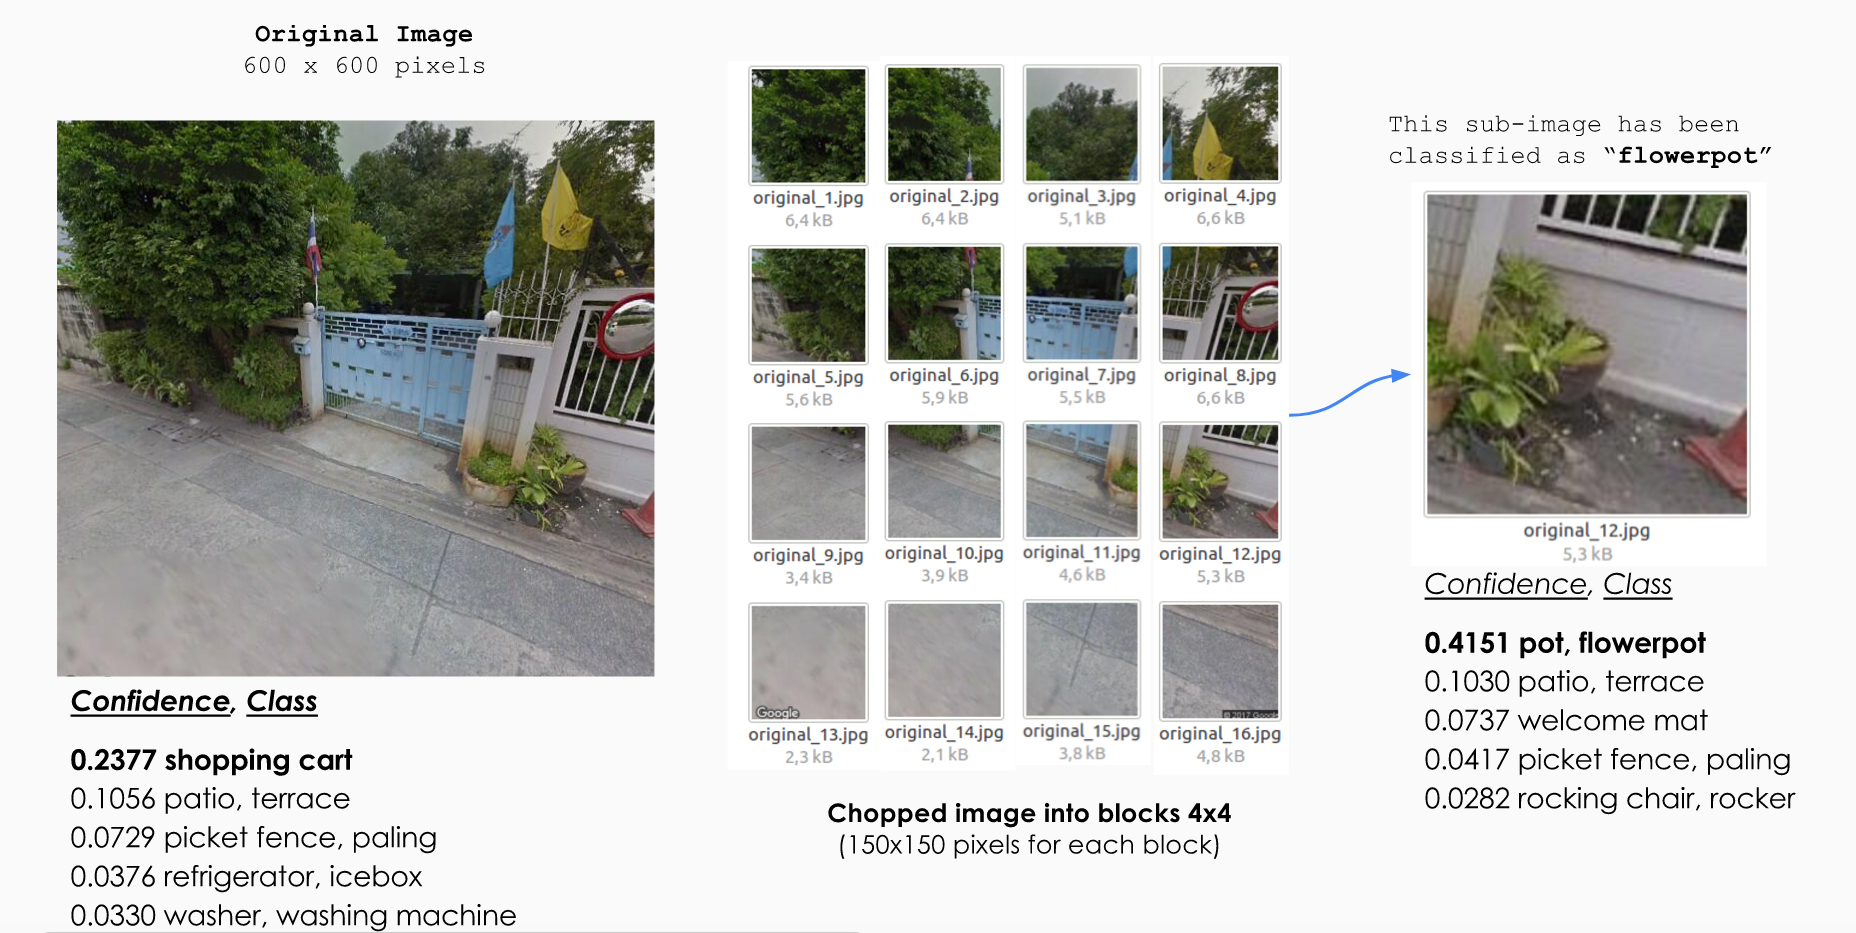 Original Image
600 x 600 pixels
Confidence, Class
0.2377 shopping cart
0.1056 patio, terrace
0.0729 picket fence, paling
0.0376 refrigerator, icebox
0.0330 washer, washing machine
original_1.jpg
6,4 kB
original_2.jpg
6,4 kB
original_3.jpg
5,1 kB
original_4.jpg
6,6 kB
original_5.jpg
5,6 kB
original_6.jpg
5,9 kB
original_7.jpg
5,5 kB
original_8.jpg
6,6 kB
original_9.jpg
3,4 kB
original_10.jpg
3,9 kB
original_11.jpg
4,6 kB
original_12.jpg
5,3 kB
Google
original_13.jpg
2,3 kB
original_14.jpg
2,1 kB
original_15.jpg
3,8 kB
© 2017 Google
original_16.jpg
4,8 kB
Chopped image into blocks 4x4
(150x150 pixels for each block)
This sub-image has been
classified as “flowerpot”
original_12.jpg
5,3 kB
Confidence, Class
0.4151 pot, flowerpot
0.1030 patio, terrace
0.0737 welcome mat
0.0417 picket fence, paling
0.0282 rocking chair, rocker